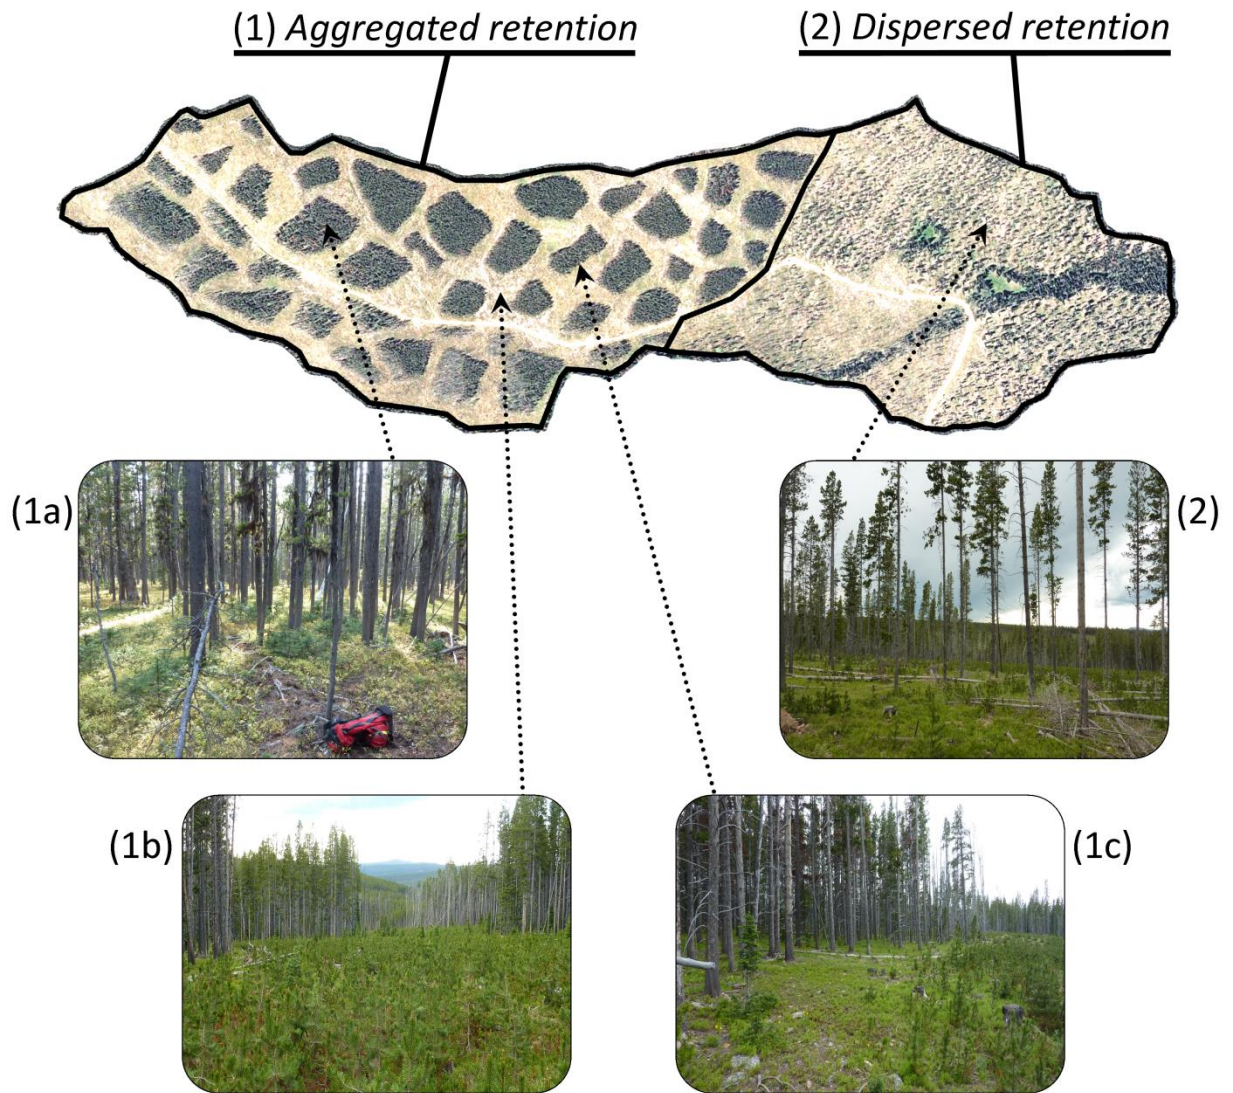 (1) Aggregated retention
(2) Dispersed retention
(1a)
(2)
(1b)
(1c)